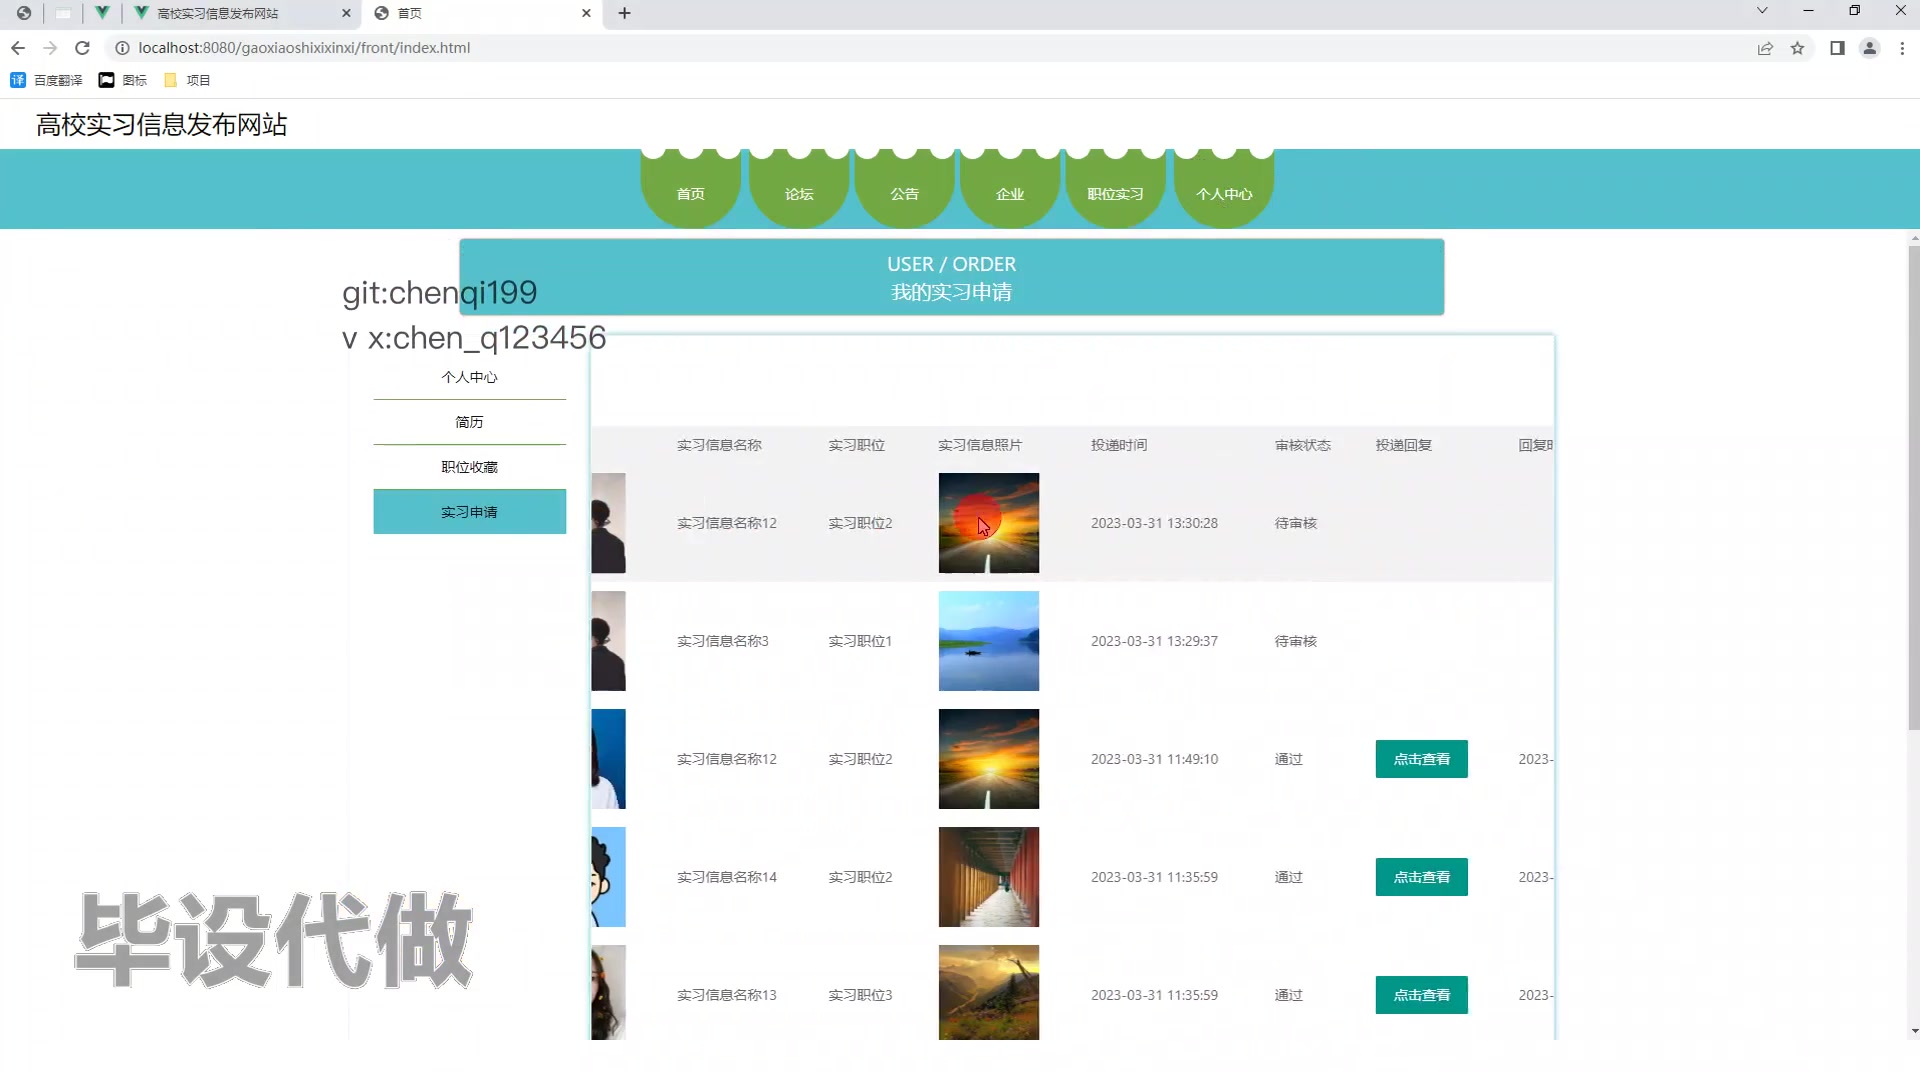 高校实习信息发布网站
首页
localhost:8080/gaoxiaoshixixinxi/front/index.html
百度翻译 图标 项目
高校实习信息发布网站
首页 论坛 公告 企业 职位实习 个人中心
USER / ORDER
我的实习申请
git:chenqi199
v x:chen_q123456
个人中心
简历
职位收藏
实习申请
实习信息名称 实习职位 实习信息照片 投递时间 审核状态 投递回复 回复
实习信息名称12 实习职位2 2023-03-31 13:30:28 待审核
实习信息名称3 实习职位1 2023-03-31 13:29:37 待审核
实习信息名称12 实习职位2 2023-03-31 11:49:10 通过 点击查看 2023-
实习信息名称14 实习职位2 2023-03-31 11:35:59 通过 点击查看 2023-
实习信息名称13 实习职位3 2023-03-31 11:35:59 通过 点击查看 2023-
毕设代做